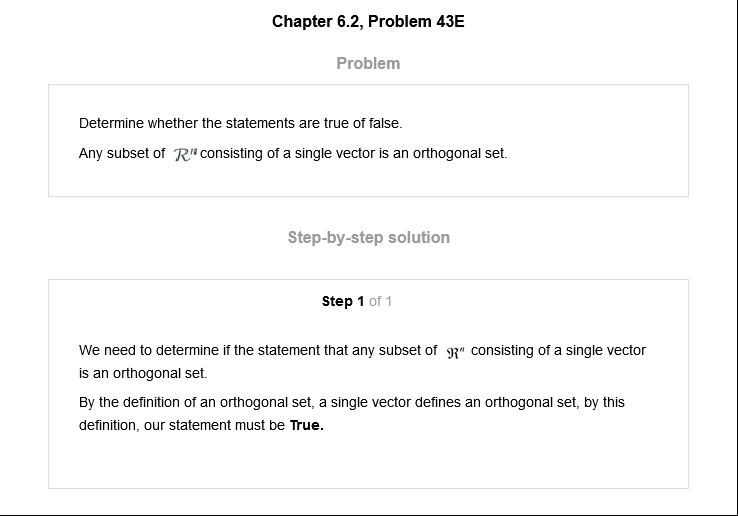 Chapter 6.2, Problem 43E
Problem
Determine whether the statements are true of false.
Any subset of ℛⁿ consisting of a single vector is an orthogonal set.
Step-by-step solution
Step 1 of 1
We need to determine if the statement that any subset of ℜⁿ consisting of a single vector
is an orthogonal set.
By the definition of an orthogonal set, a single vector defines an orthogonal set, by this
definition, our statement must be True.